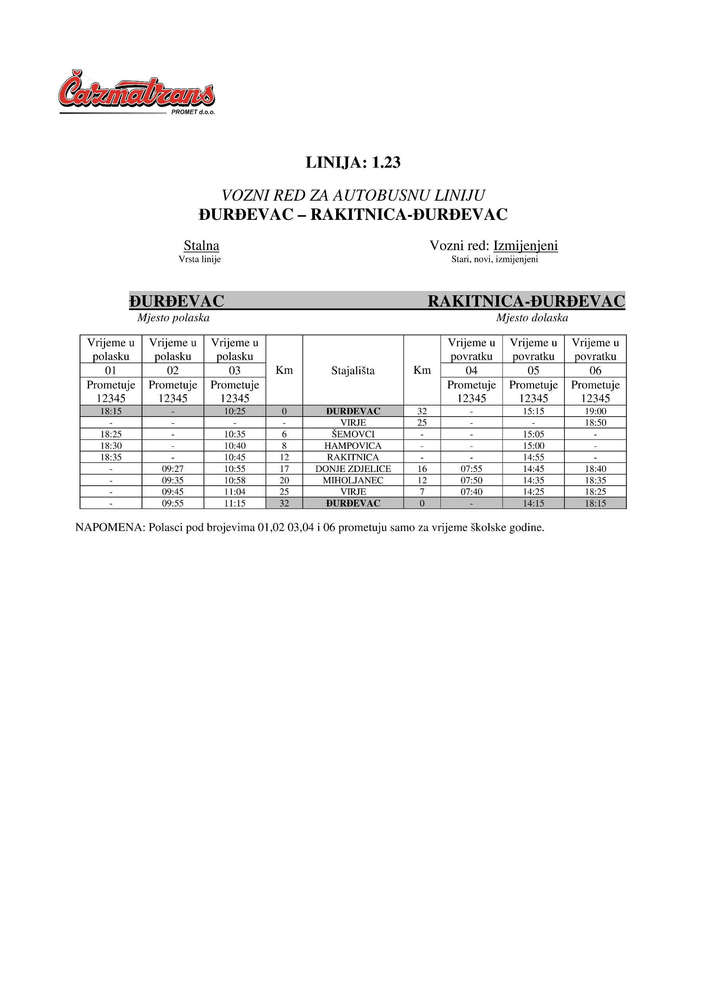 Čazmatrans
PROMET d.o.o.
LINIJA: 1.23
VOZNI RED ZA AUTOBUSNU LINIJU
ĐURĐEVAC – RAKITNICA-ĐURĐEVAC
Stalna Vozni red: Izmijenjeni
Vrsta linije Stari, novi, izmijenjeni
ĐURĐEVAC RAKITNICA-ĐURĐEVAC
Mjesto polaska Mjesto dolaska
Vrijeme u Vrijeme u Vrijeme u Vrijeme u Vrijeme u Vrijeme u
polasku polasku polasku povratku povratku povratku
01 02 03 Km Stajališta Km 04 05 06
Prometuje Prometuje Prometuje Prometuje Prometuje Prometuje
12345 12345 12345 12345 12345 12345
18:15 - 10:25 0 ĐURĐEVAC 32 - 15:15 19:00
- - - - VIRJE 25 - - 18:50
18:25 - 10:35 6 ŠEMOVCI - - 15:05 -
18:30 - 10:40 8 HAMPOVICA - - 15:00 -
18:35 - 10:45 12 RAKITNICA - - 14:55 -
- 09:27 10:55 17 DONJE ZDJELICE 16 07:55 14:45 18:40
- 09:35 10:58 20 MIHOLJANEC 12 07:50 14:35 18:35
- 09:45 11:04 25 VIRJE 7 07:40 14:25 18:25
- 09:55 11:15 32 ĐURĐEVAC 0 - 14:15 18:15
NAPOMENA: Polasci pod brojevima 01,02 03,04 i 06 prometuju samo za vrijeme školske godine.